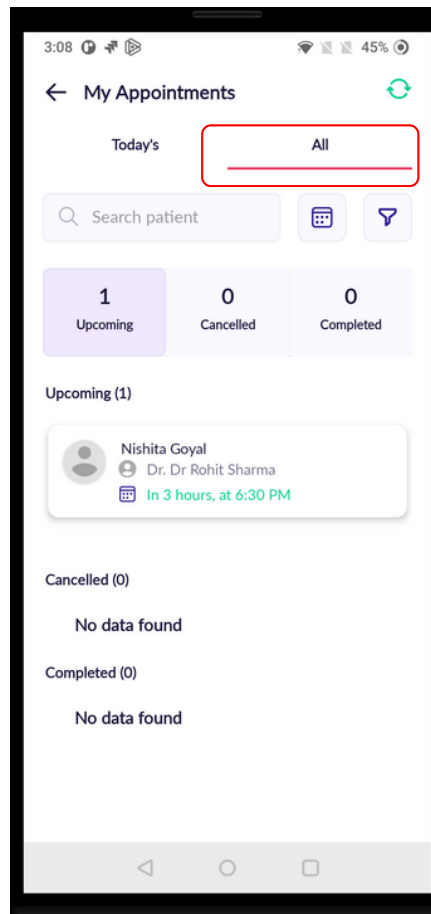 3:08 45%
My Appointments
Today's All
Search patient
1 0 0
Upcoming Cancelled Completed
Upcoming (1)
Nishita Goyal
Dr. Dr Rohit Sharma
In 3 hours, at 6:30 PM
Cancelled (0)
No data found
Completed (0)
No data found